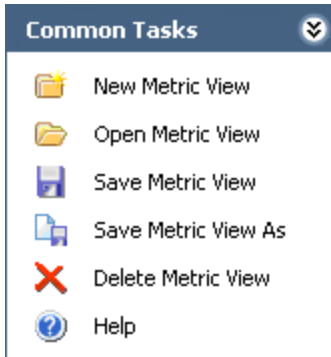 Common Tasks
New Metric View
Open Metric View
Save Metric View
Save Metric View As
Delete Metric View
Help